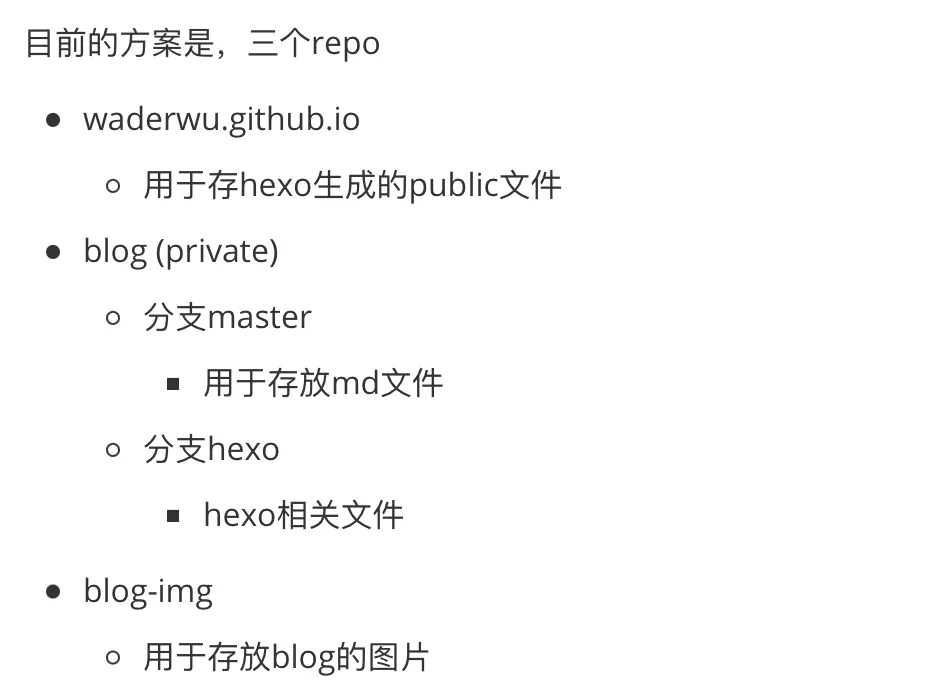 目前的方案是，三个repo
waderwu.github.io
用于存hexo生成的public文件
blog (private)
分支master
用于存放md文件
分支hexo
hexo相关文件
blog-img
用于存放blog的图片